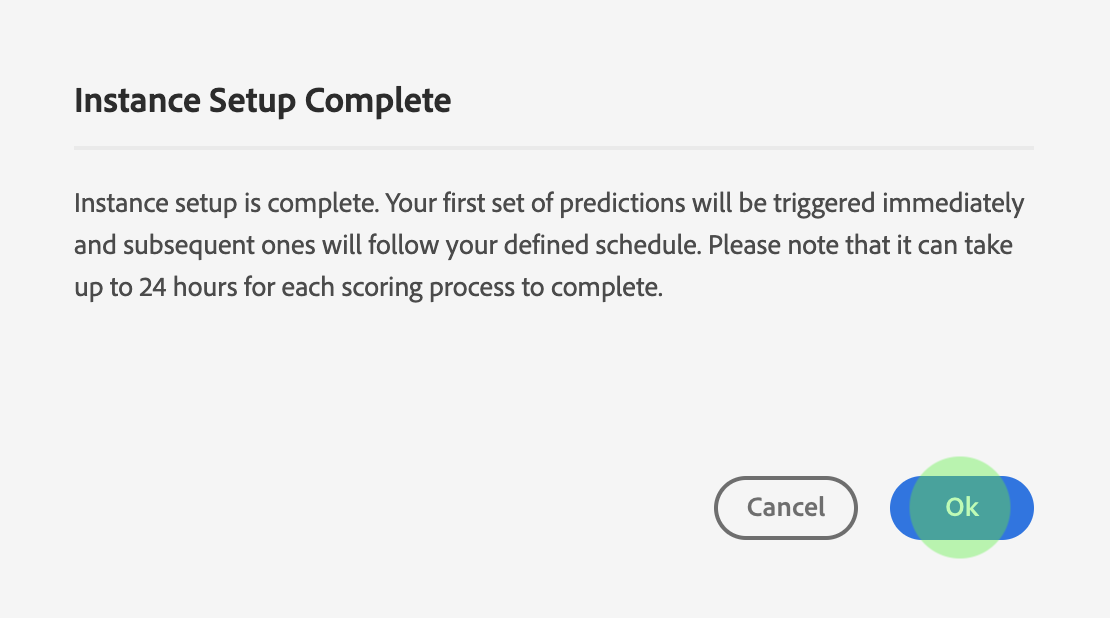 Instance Setup Complete
Instance setup is complete. Your first set of predictions will be triggered immediately
and subsequent ones will follow your defined schedule. Please note that it can take
up to 24 hours for each scoring process to complete.
Cancel
Ok